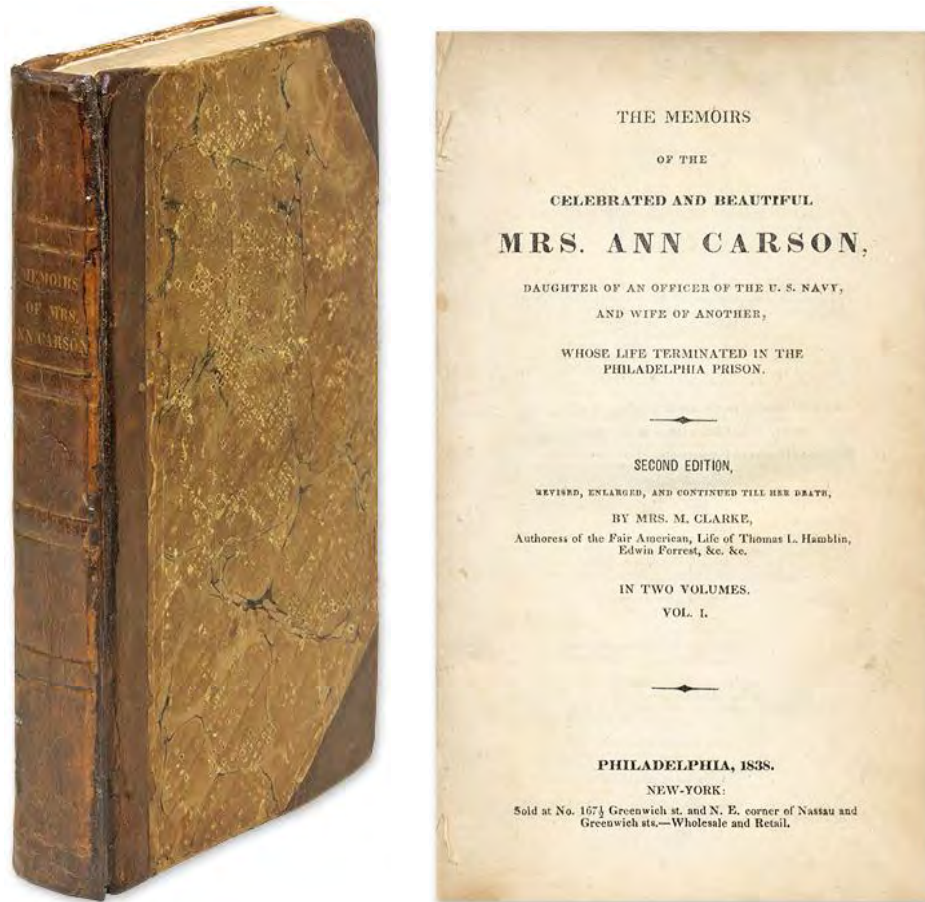 MEMOIRS
OF MRS.
ANN CARSON
THE MEMOIRS
OF THE
CELEBRATED AND BEAUTIFUL
MRS. ANN CARSON,
DAUGHTER OF AN OFFICER OF THE U. S. NAVY,
AND WIFE OF ANOTHER,
WHOSE LIFE TERMINATED IN THE
PHILADELPHIA PRISON.
SECOND EDITION,
REVISED, ENLARGED, AND CONTINUED TILL HER DEATH,
BY MRS. M. CLARKE,
Authoress of the Fair American, Life of Thomas L. Hamblin,
Edwin Forrest, &c. &c.
IN TWO VOLUMES.
VOL. I.
PHILADELPHIA, 1838.
NEW-YORK:
Sold at No. 167½ Greenwich st. and N. E. corner of Nassau and
Greenwich sts.—Wholesale and Retail.